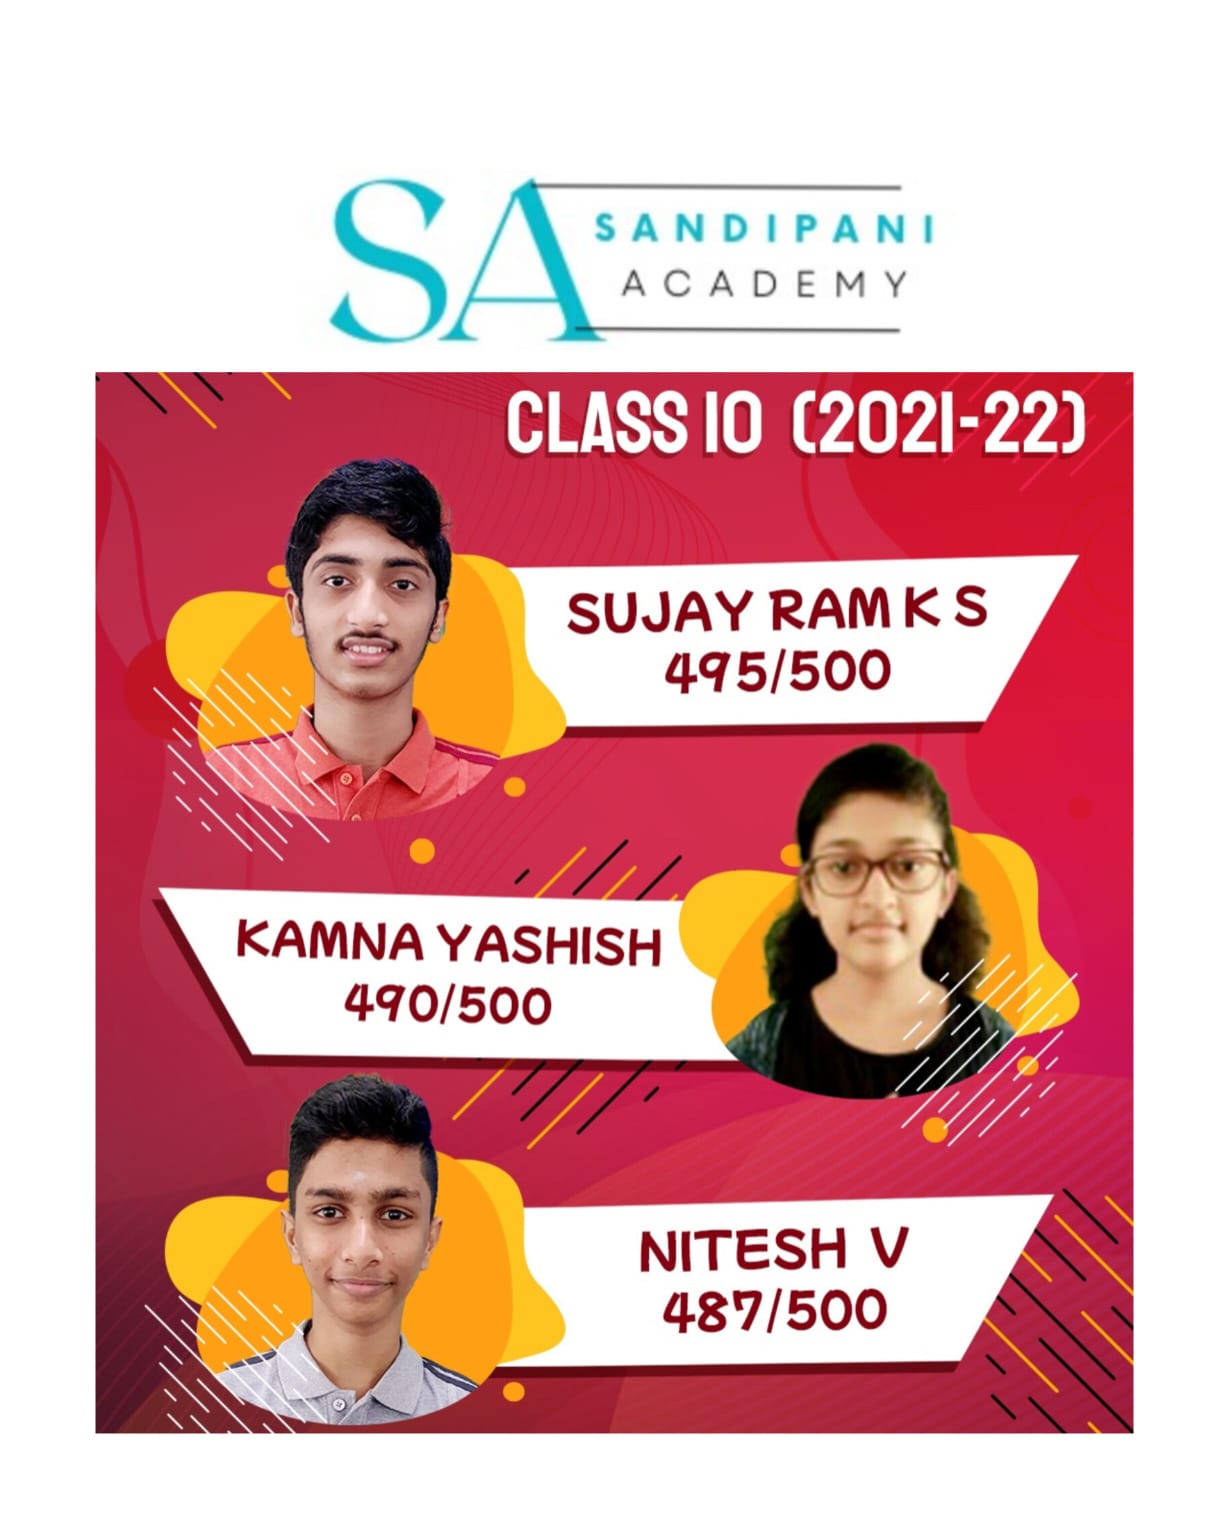 SA SANDIPANI
ACADEMY
CLASS 10 (2021-22)
SUJAY RAM K S
495/500
KAMNA YASHISH
490/500
NITESH V
487/500